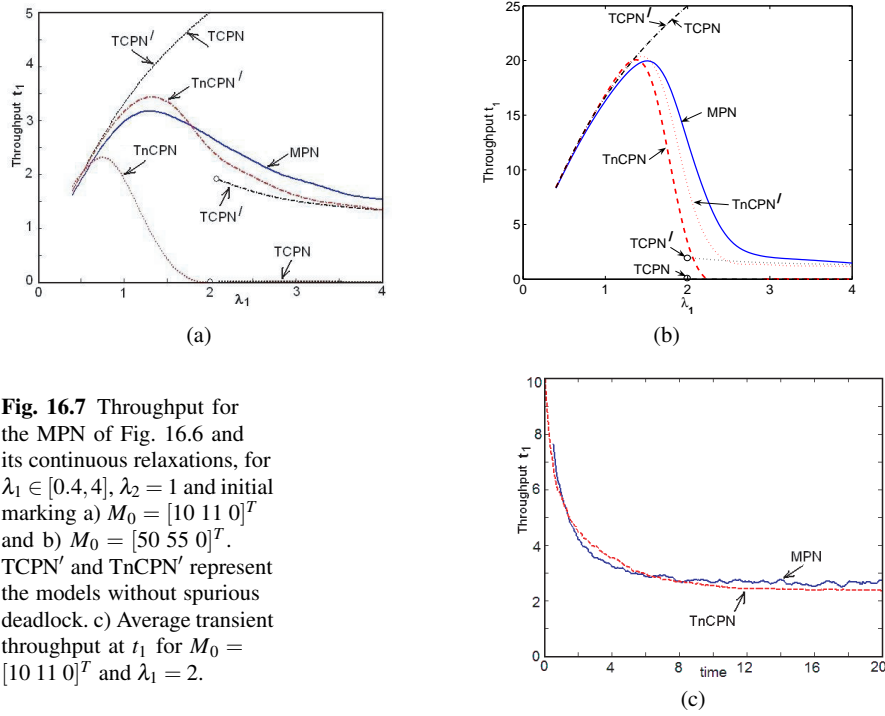 5
4
3
2
1
0
0
1
2
3
4
Throughput t1
λ1
TCPN′
TCPN
TnCPN′
TnCPN
MPN
TCPN′
TCPN
(a)
25
20
15
10
5
0
0
1
2
3
4
Throughput t1
λ1
TCPN′
TCPN
MPN
TnCPN
TnCPN′
TCPN′
TCPN
(b)
Fig. 16.7 Throughput for
the MPN of Fig. 16.6 and
its continuous relaxations, for
λ1 ∈ [0.4,4], λ2 = 1 and initial
marking a) M0 = [10 11 0]^T
and b) M0 = [50 55 0]^T.
TCPN′ and TnCPN′ represent
the models without spurious
deadlock. c) Average transient
throughput at t1 for M0 =
[10 11 0]^T and λ1 = 2.
10
8
6
4
2
0
0
4
8
12
16
20
Throughput t1
time
MPN
TnCPN
(c)